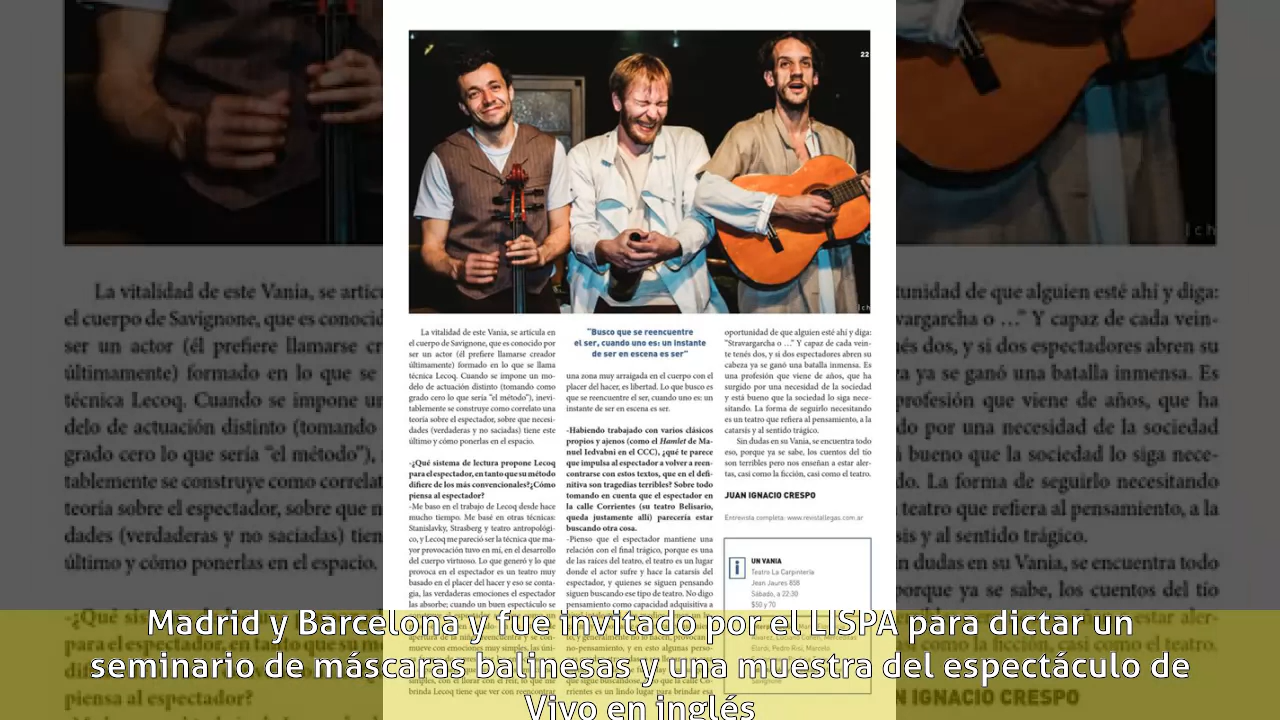 22
La vitalidad de este Vania, se artícula en
el cuerpo de Savignone, que es conocido por
ser un actor (él prefiere llamarse creador
últimamente) formado en lo que se llama
técnica Lecoq. Cuando se impone un mo-
delo de actuación distinto (tomando como
grado cero lo que sería "el método"), inevi-
tablemente se construye como correlato una
teoría sobre el espectador, sobre que necesi-
dades (verdaderas y no saciadas) tiene este
último y cómo ponerlas en el espacio.
-¿Qué sistema de lectura propone Lecoq
para el espectador, en tanto que su método
difiere de los más convencionales?¿Cómo
piensa al espectador?
-Me baso en el trabajo de Lecoq desde hace
mucho tiempo. Me basé en otras técnicas:
Stanislavky, Strasberg y teatro antropológi-
co, y Lecoq me pareció ser la técnica que ma-
yor provocación tuvo en mí, en el desarrollo
del cuerpo virtuoso. Lo que generó y lo que
provoca en el espectador es un teatro muy
basado en el placer del hacer y eso se conta-
gia, las verdaderas emociones el espectador
las absorbe; cuando un buen espectáculo se
"Busco que se reencuentre
el ser, cuando uno es: un instante
de ser en escena es ser"
una zona muy arraigada en el cuerpo con el
placer del hacer, es libertad. Lo que busco es
que se reencuentre el ser, cuando uno es: un
instante de ser en escena es ser.
-Habiendo trabajado con varios clásicos
propios y ajenos (como el Hamlet de Ma-
nuel Iedvabni en el CCC), ¿qué te parece
que impulsa al espectador a volver a reen-
contrarse con estos textos, que en el defi-
nitiva son tragedias terribles? Sobre todo
tomando en cuenta que el espectador en
la calle Corrientes (su teatro Belisario,
queda justamente allí) parecería estar
buscando otra cosa.
-Pienso que el espectador mantiene una
relación con el final trágico, porque es una
de las raíces del teatro, el teatro es un lugar
donde el actor sufre y hace la catarsis del
espectador, y quienes se siguen pensando
siguen buscando ese tipo de teatro. No digo
pensamiento como capacidad adquisitiva a
oportunidad de que alguien esté ahí y diga:
"Stravargarcha o ..." Y capaz de cada vein-
te tenés dos, y si dos espectadores abren su
cabeza ya se ganó una batalla inmensa. Es
una profesión que viene de años, que ha
surgido por una necesidad de la sociedad
y está bueno que la sociedad lo siga nece-
sitando. La forma de seguirlo necesitando
es un teatro que refiera al pensamiento, a la
catarsis y al sentido trágico.
Sin dudas en su Vania, se encuentra todo
eso, porque ya se sabe, los cuentos del tío
son terribles pero nos enseñan a estar aler-
tas, casi como la ficción, casi como el teatro.
JUAN IGNACIO CRESPO
Entrevista completa: www.revistallegas.com.ar
i
UN VANIA
Teatro La Carpintería
Jean Jaures 858
Sábado, a 22:30
$50 y 70
Madrid y Barcelona y fue invitado por el LISPA para dictar un
seminario de máscaras balinesas y una muestra del espectáculo de
Vivo en inglés